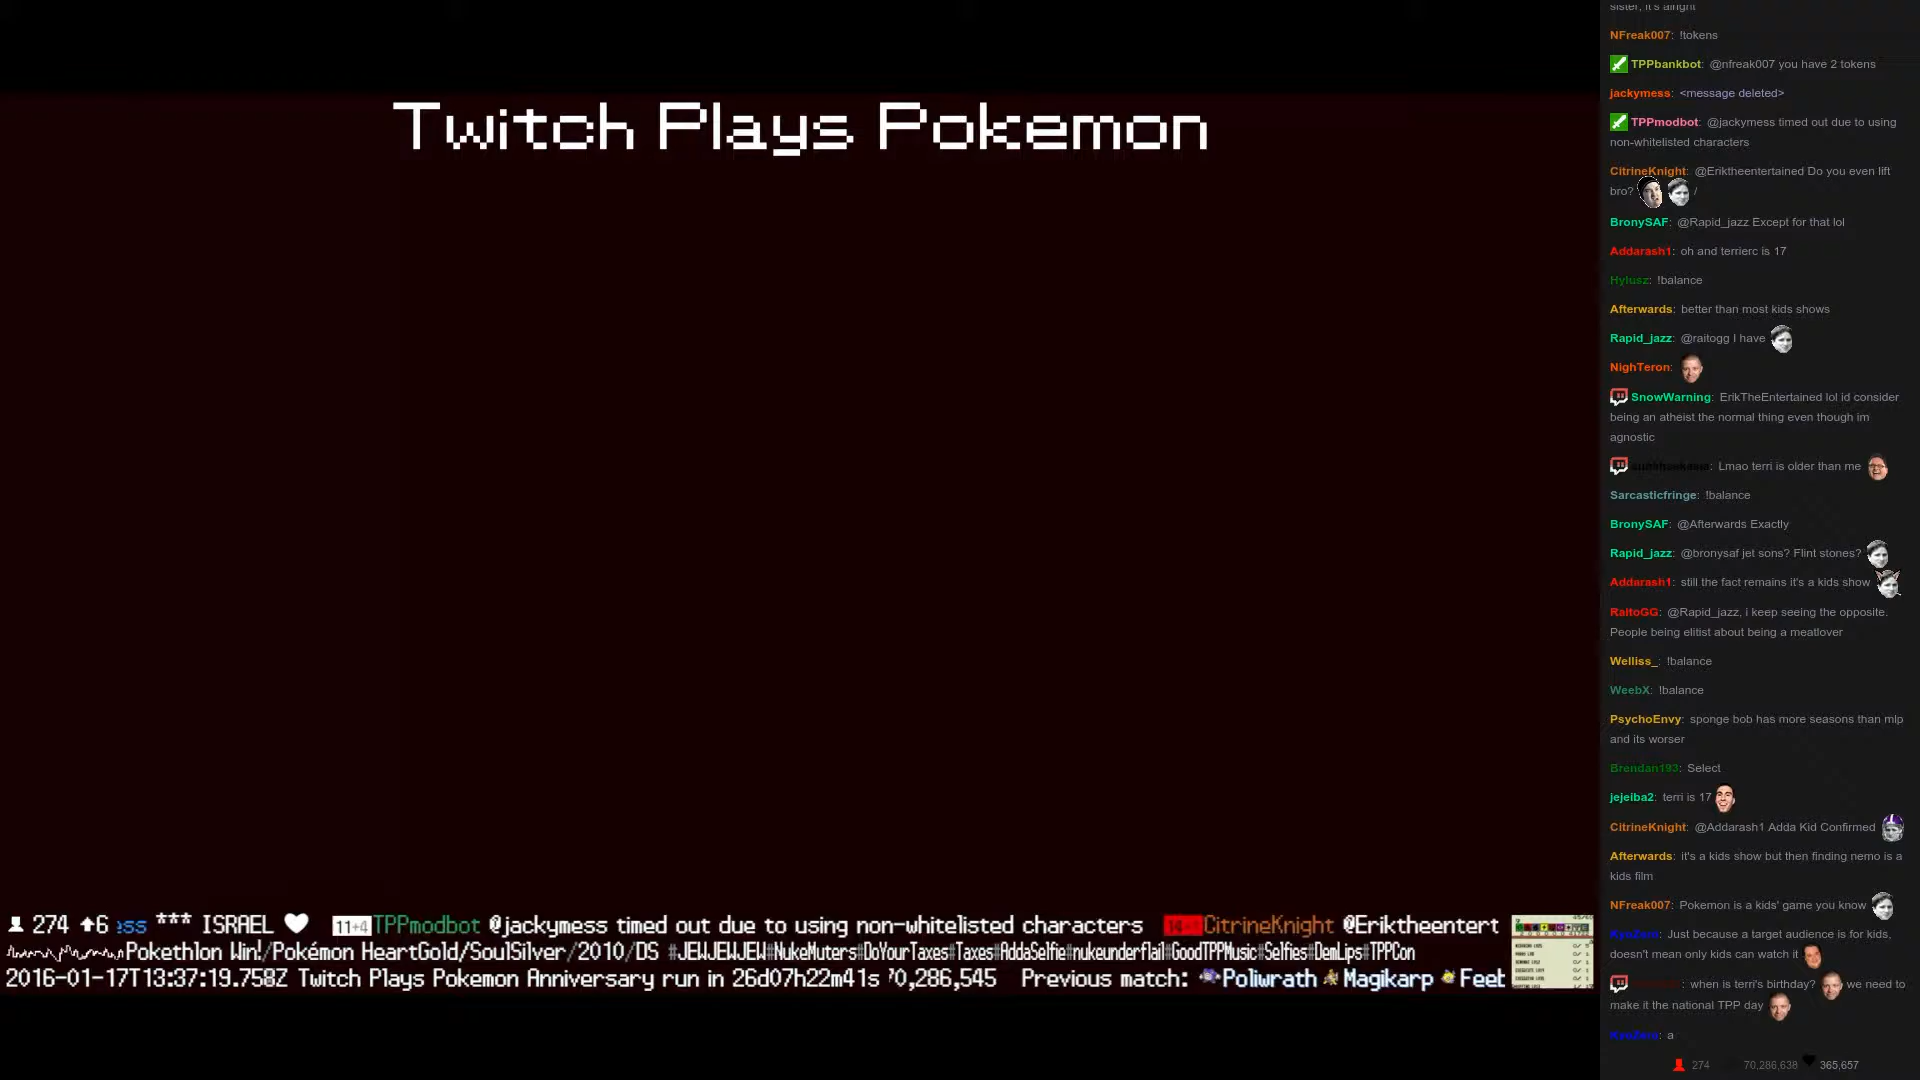 Twitch Plays Pokemon
274 6 ess *** ISRAEL 11+4 TPPmodbot @jackymess timed out due to using non-whitelisted characters CitrineKnight @Eriktheentert
Pokethlon Win!/Pokémon HeartGold/SoulSilver/2010/DS #JEWJEWJEW#NukeMuters#DoYourTaxes#Taxes#AddaSelfie#nukeunderflail#GoodTPPMusic#Selfies#DemLips#TPPCon
2016-01-17T13:37:19.758Z Twitch Plays Pokemon Anniversary run in 26d07h22m41s 70,286,545 Previous match: Poliwrath Magikarp Feeb
sister, it's alright
NFreak007: !tokens
TPPbankbot: @nfreak007 you have 2 tokens
jackymess: <message deleted>
TPPmodbot: @jackymess timed out due to using
non-whitelisted characters
CitrineKnight: @Eriktheentertained Do you even lift
bro? /
BronySAF: @Rapid_jazz Except for that lol
Addarash1: oh and terrierc is 17
Hylusz: !balance
Afterwards: better than most kids shows
Rapid_jazz: @raitogg I have
NighTeron:
SnowWarning: ErikTheEntertained lol id consider
being an atheist the normal thing even though im
agnostic
: Lmao terri is older than me
Sarcasticfringe: !balance
BronySAF: @Afterwards Exactly
Rapid_jazz: @bronysaf jet sons? Flint stones?
Addarash1: still the fact remains it's a kids show
RaitoGG: @Rapid_jazz, i keep seeing the opposite.
People being elitist about being a meatlover
Welliss_: !balance
WeebX: !balance
PsychoEnvy: sponge bob has more seasons than mlp
and its worser
Brendan193: Select
jejeiba2: terri is 17
CitrineKnight: @Addarash1 Adda Kid Confirmed
Afterwards: it's a kids show but then finding nemo is a
kids film
NFreak007: Pokemon is a kids' game you know
KyoZero: Just because a target audience is for kids,
doesn't mean only kids can watch it
: when is terri's birthday? we need to
make it the national TPP day
KyoZero: a
274 70,286,638 365,657